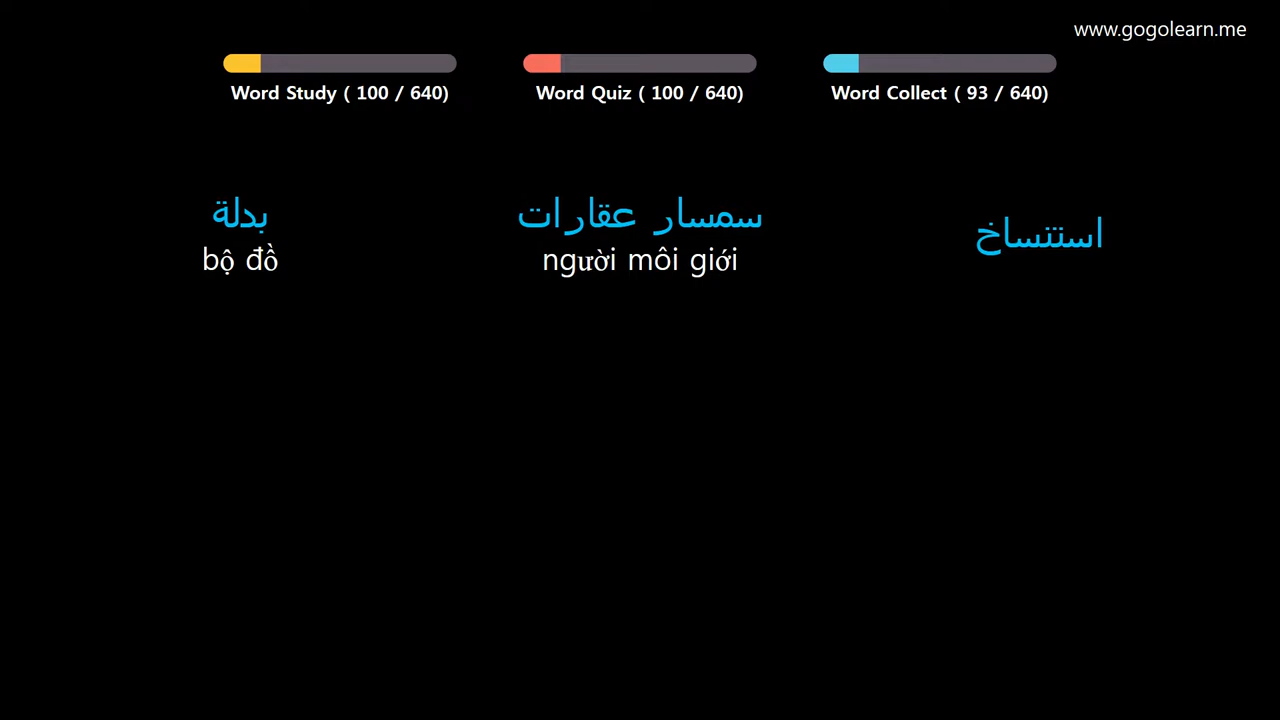 www.gogolearn.me
Word Study ( 100 / 640)
Word Quiz ( 100 / 640)
Word Collect ( 93 / 640)
بدلة
bộ đồ
سمسار عقارات
người môi giới
استنساخ